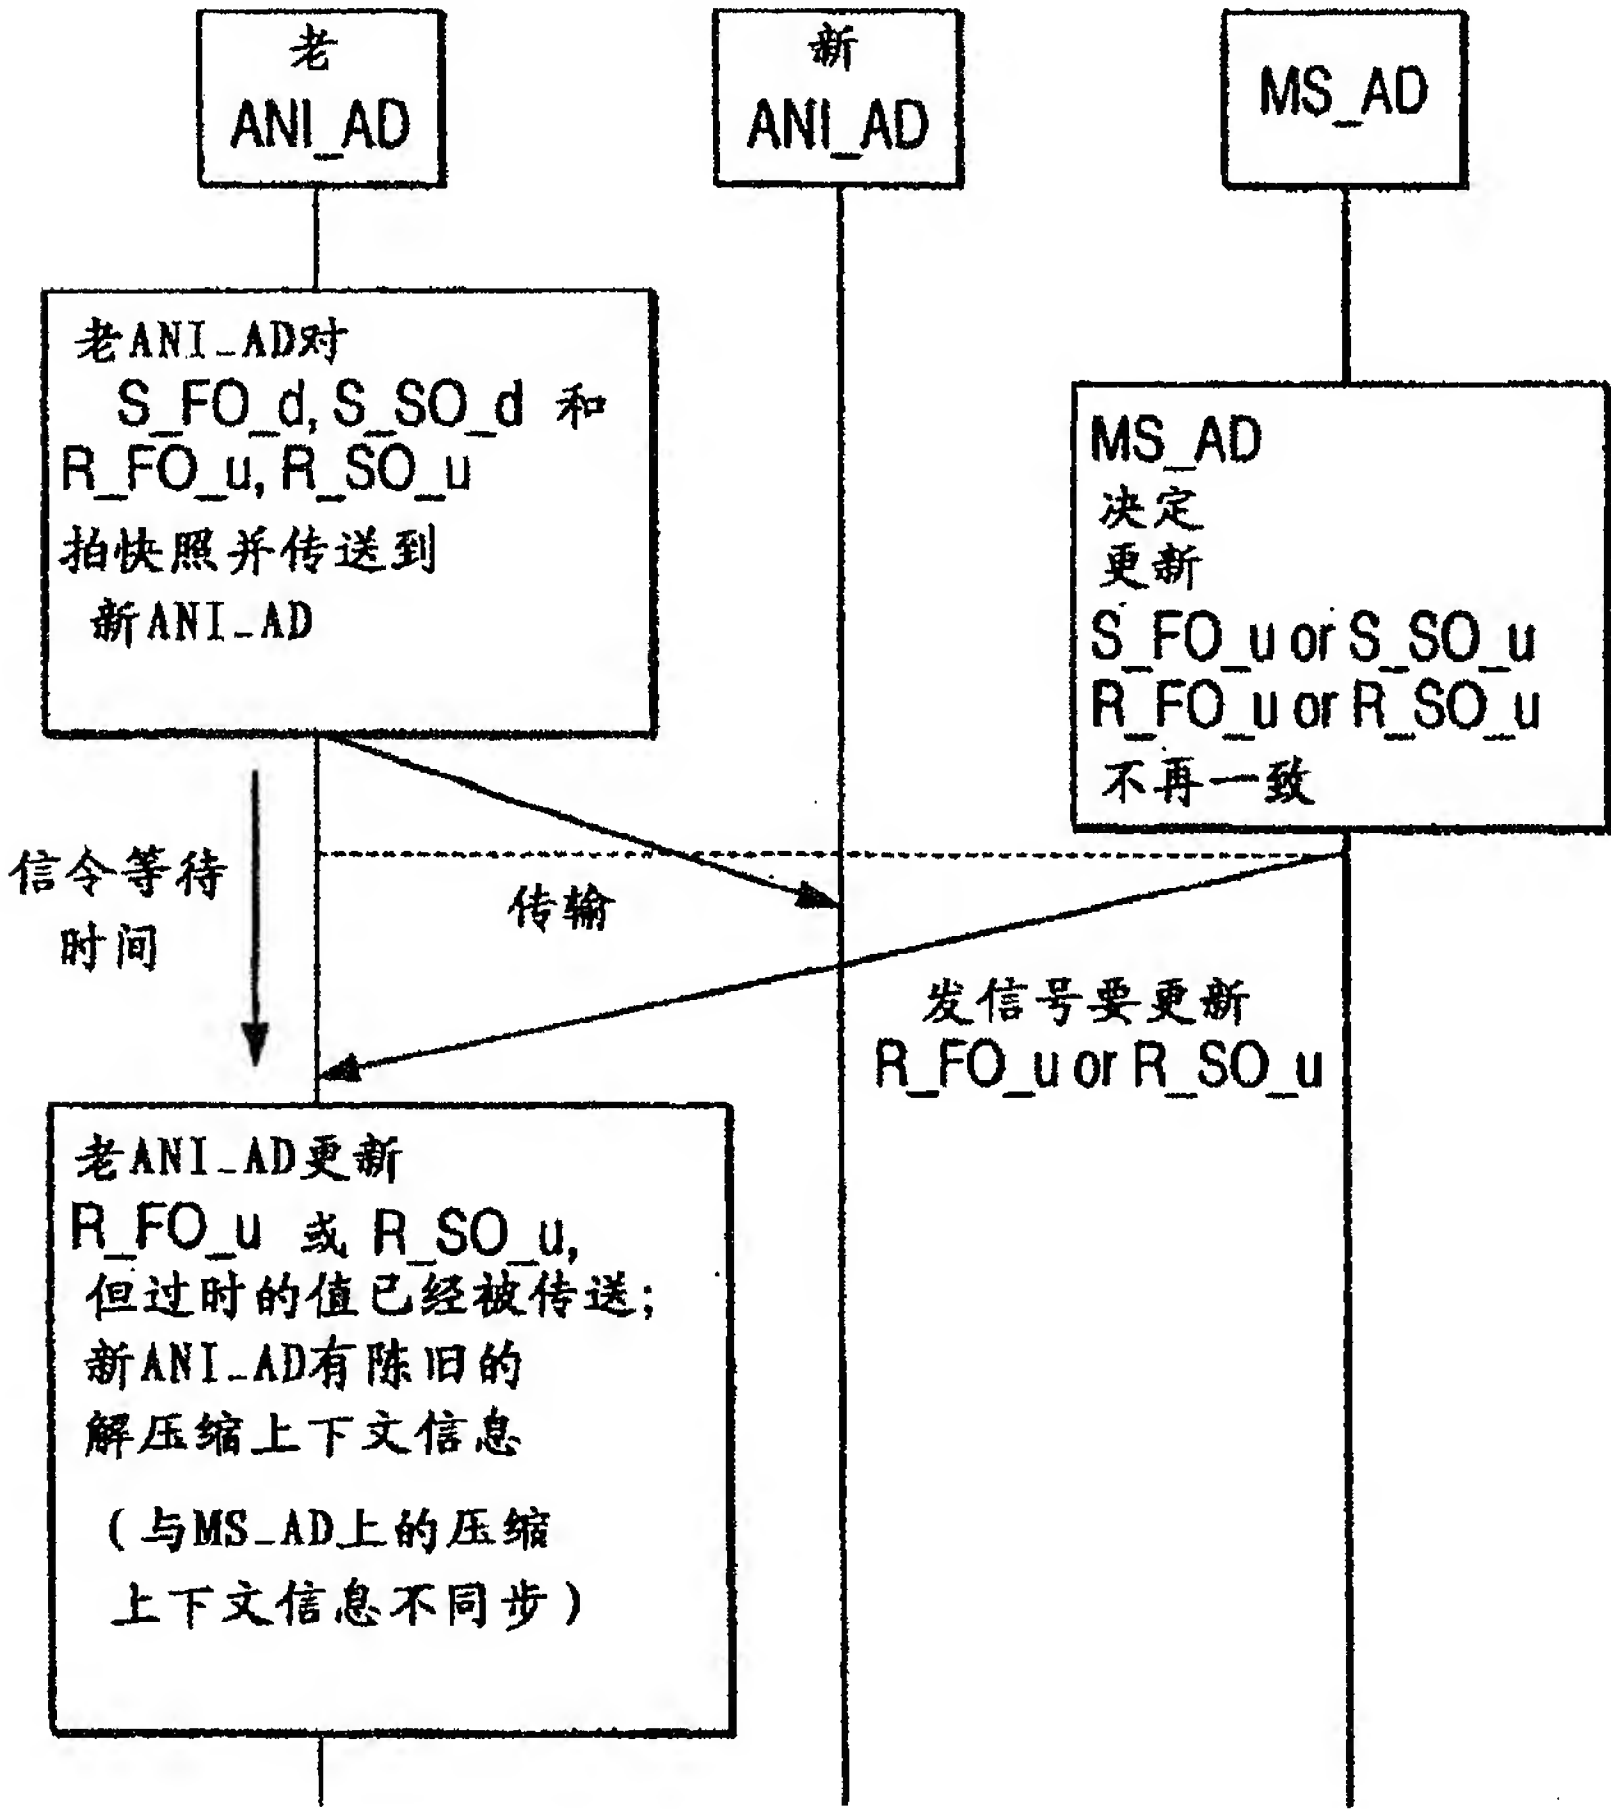 老
ANI_AD
新
ANI_AD
MS_AD
老ANI_AD对
S_FO_d, S_SO_d 和
R_FO_u, R_SO_u
拍快照并传送到
新ANI_AD
MS_AD
决定
更新
S_FO_u or S_SO_u
R_FO_u or R_SO_u
不再一致
信令等待
时间
传输
发信号要更新
R_FO_u or R_SO_u
老ANI_AD更新
R_FO_u 或 R_SO_u,
但过时的值已经被传送;
新ANI_AD有陈旧的
解压缩上下文信息
(与MS_AD上的压缩
上下文信息不同步)